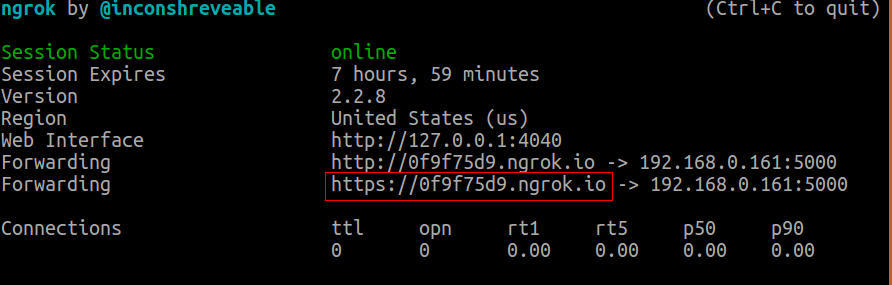 ngrok by @inconshreveable (Ctrl+C to quit)
Session Status online
Session Expires 7 hours, 59 minutes
Version 2.2.8
Region United States (us)
Web Interface http://127.0.0.1:4040
Forwarding http://0f9f75d9.ngrok.io -> 192.168.0.161:5000
Forwarding https://0f9f75d9.ngrok.io -> 192.168.0.161:5000
Connections ttl opn rt1 rt5 p50 p90
0 0 0.00 0.00 0.00 0.00